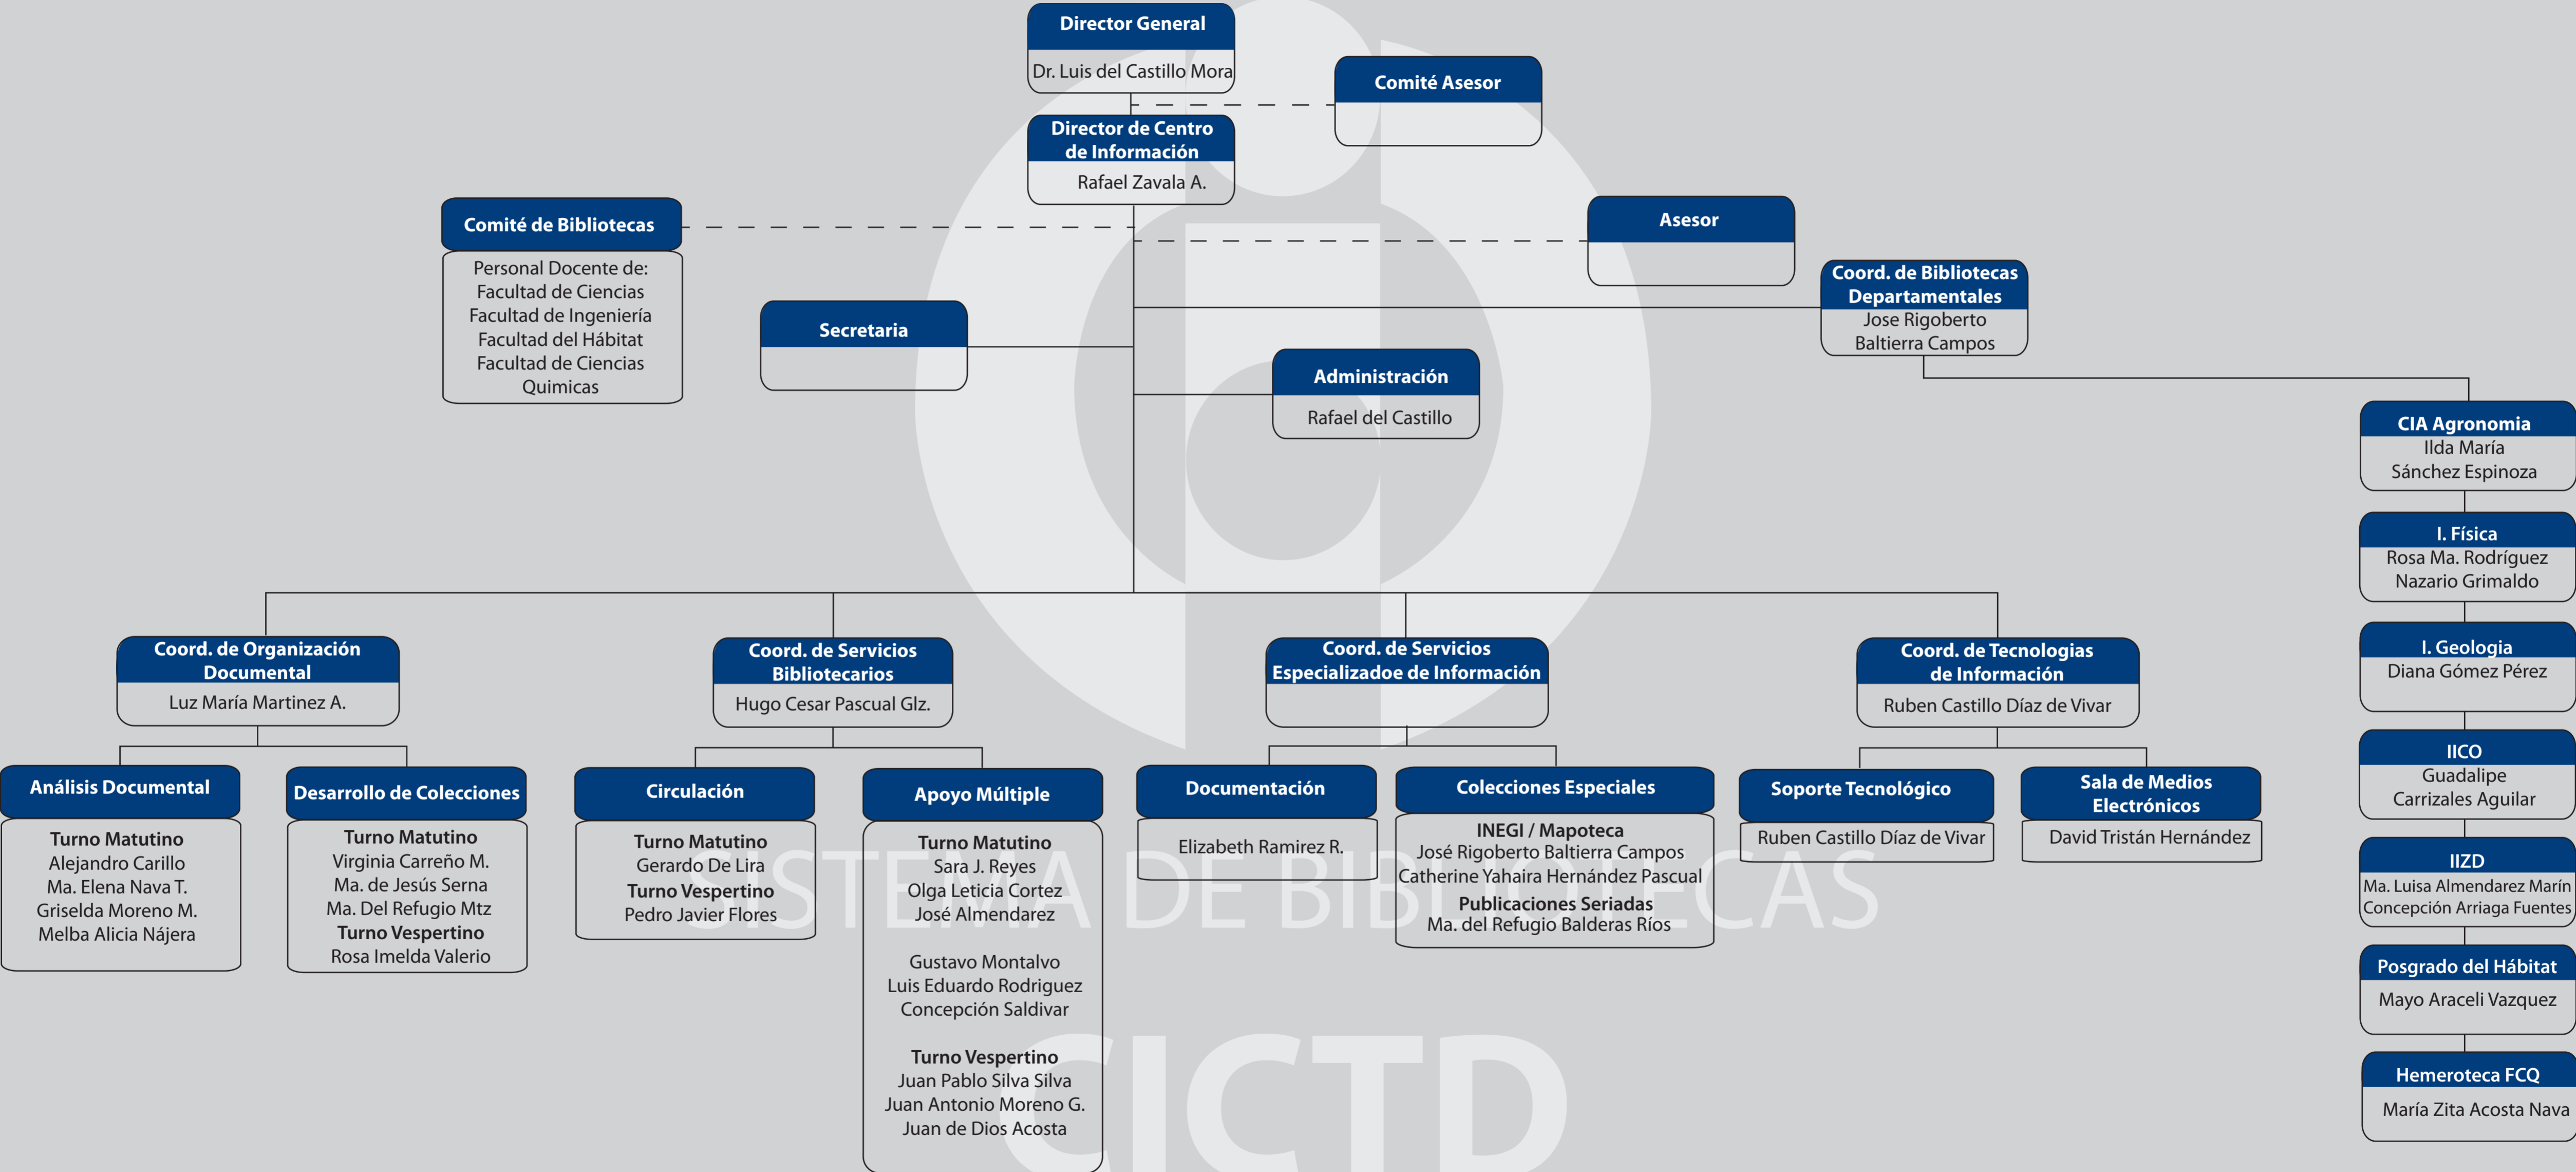 Director General
Dr. Luis del Castillo Mora
Comité Asesor
Director de Centro
de Información
Rafael Zavala A.
Comité de Bibliotecas
Personal Docente de:
Facultad de Ciencias
Facultad de Ingeniería
Facultad del Hábitat
Facultad de Ciencias
Quimicas
Asesor
Coord. de Bibliotecas
Departamentales
Jose Rigoberto
Baltierra Campos
Secretaria
Administración
Rafael del Castillo
CIA Agronomia
Ilda María
Sánchez Espinoza
I. Física
Rosa Ma. Rodríguez
Nazario Grimaldo
I. Geologia
Diana Gómez Pérez
IICO
Guadalipe
Carrizales Aguilar
IIZD
Ma. Luisa Almendarez Marín
Concepción Arriaga Fuentes
Posgrado del Hábitat
Mayo Araceli Vazquez
Hemeroteca FCQ
María Zita Acosta Nava
Coord. de Organización
Documental
Luz María Martinez A.
Análisis Documental
Turno Matutino
Alejandro Carillo
Ma. Elena Nava T.
Griselda Moreno M.
Melba Alicia Nájera
Desarrollo de Colecciones
Turno Matutino
Virginia Carreño M.
Ma. de Jesús Serna
Ma. Del Refugio Mtz
Turno Vespertino
Rosa Imelda Valerio
Coord. de Servicios
Bibliotecarios
Hugo Cesar Pascual Glz.
Circulación
Turno Matutino
Gerardo De Lira
Turno Vespertino
Pedro Javier Flores
Apoyo Múltiple
Turno Matutino
Sara J. Reyes
Olga Leticia Cortez
José Almendarez
Gustavo Montalvo
Luis Eduardo Rodriguez
Concepción Saldivar
Turno Vespertino
Juan Pablo Silva Silva
Juan Antonio Moreno G.
Juan de Dios Acosta
Coord. de Servicios
Especializadoe de Información
Documentación
Elizabeth Ramirez R.
Colecciones Especiales
INEGI / Mapoteca
José Rigoberto Baltierra Campos
Catherine Yahaira Hernández Pascual
Publicaciones Seriadas
Ma. del Refugio Balderas Ríos
Coord. de Tecnologias
de Información
Ruben Castillo Díaz de Vivar
Soporte Tecnológico
Ruben Castillo Díaz de Vivar
Sala de Medios
Electrónicos
David Tristán Hernández
SISTEMA DE BIBLIOTECAS
CICTD